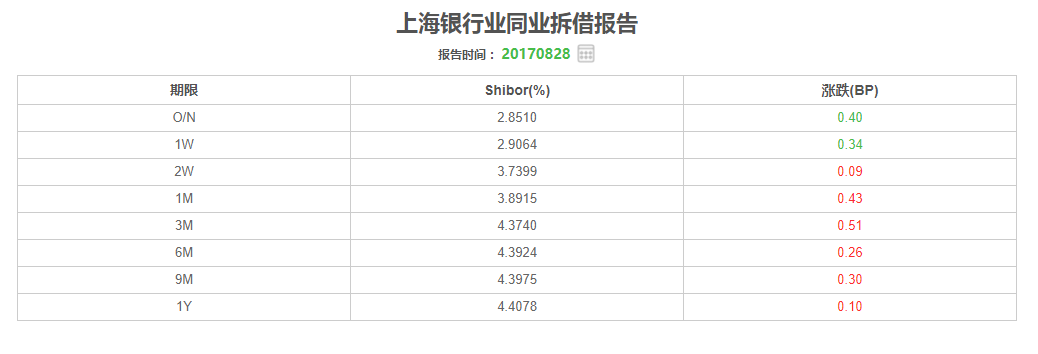 上海银行业同业拆借报告
报告时间： 20170828
期限 Shibor(%) 涨跌(BP)
O/N 2.8510 0.40
1W 2.9064 0.34
2W 3.7399 0.09
1M 3.8915 0.43
3M 4.3740 0.51
6M 4.3924 0.26
9M 4.3975 0.30
1Y 4.4078 0.10